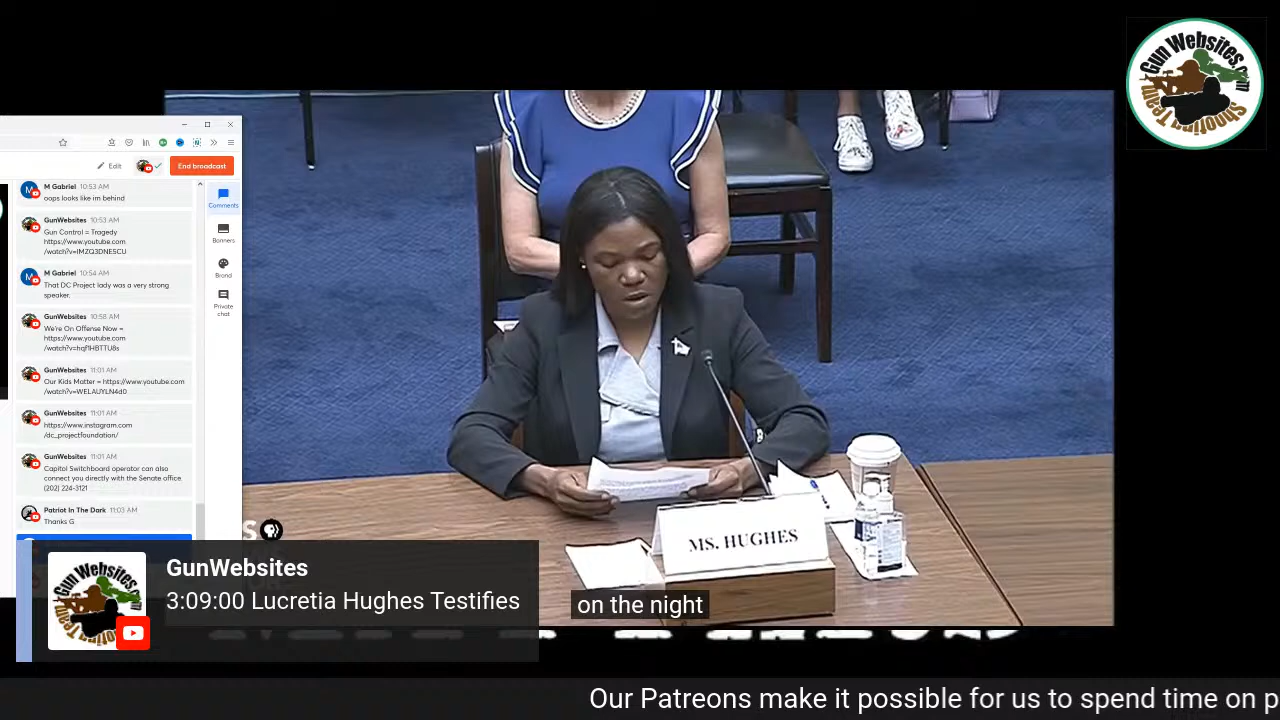 Gun Websites.com
Shooting Team
Edit
End broadcast
M Gabriel 10:53 AM
oops looks like im behind
GunWebsites 10:53 AM
Gun Control = Tragedy
https://www.youtube.com
/watch?v=IMZQ3DNE5CU
M Gabriel 10:54 AM
That DC Project lady was a very strong
speaker.
GunWebsites 10:58 AM
We're On Offense Now =
https://www.youtube.com
GunWebsites 11:01 AM
Our Kids Matter = https://www.youtube.com
/watch?v=WELAUYLN4d0
GunWebsites 11:01 AM
https://www.instagram.com
/dc_projectfoundation/
GunWebsites 11:01 AM
Capitol Switchboard operator can also
connect you directly with the Senate office.
(202) 224-3121
Patriot In The Dark 11:03 AM
Thanks G
Comments
Banners
Brand
Private
chat
MS. HUGHES
GunWebsites
3:09:00 Lucretia Hughes Testifies
on the night
Our Patreons make it possible for us to spend time on p